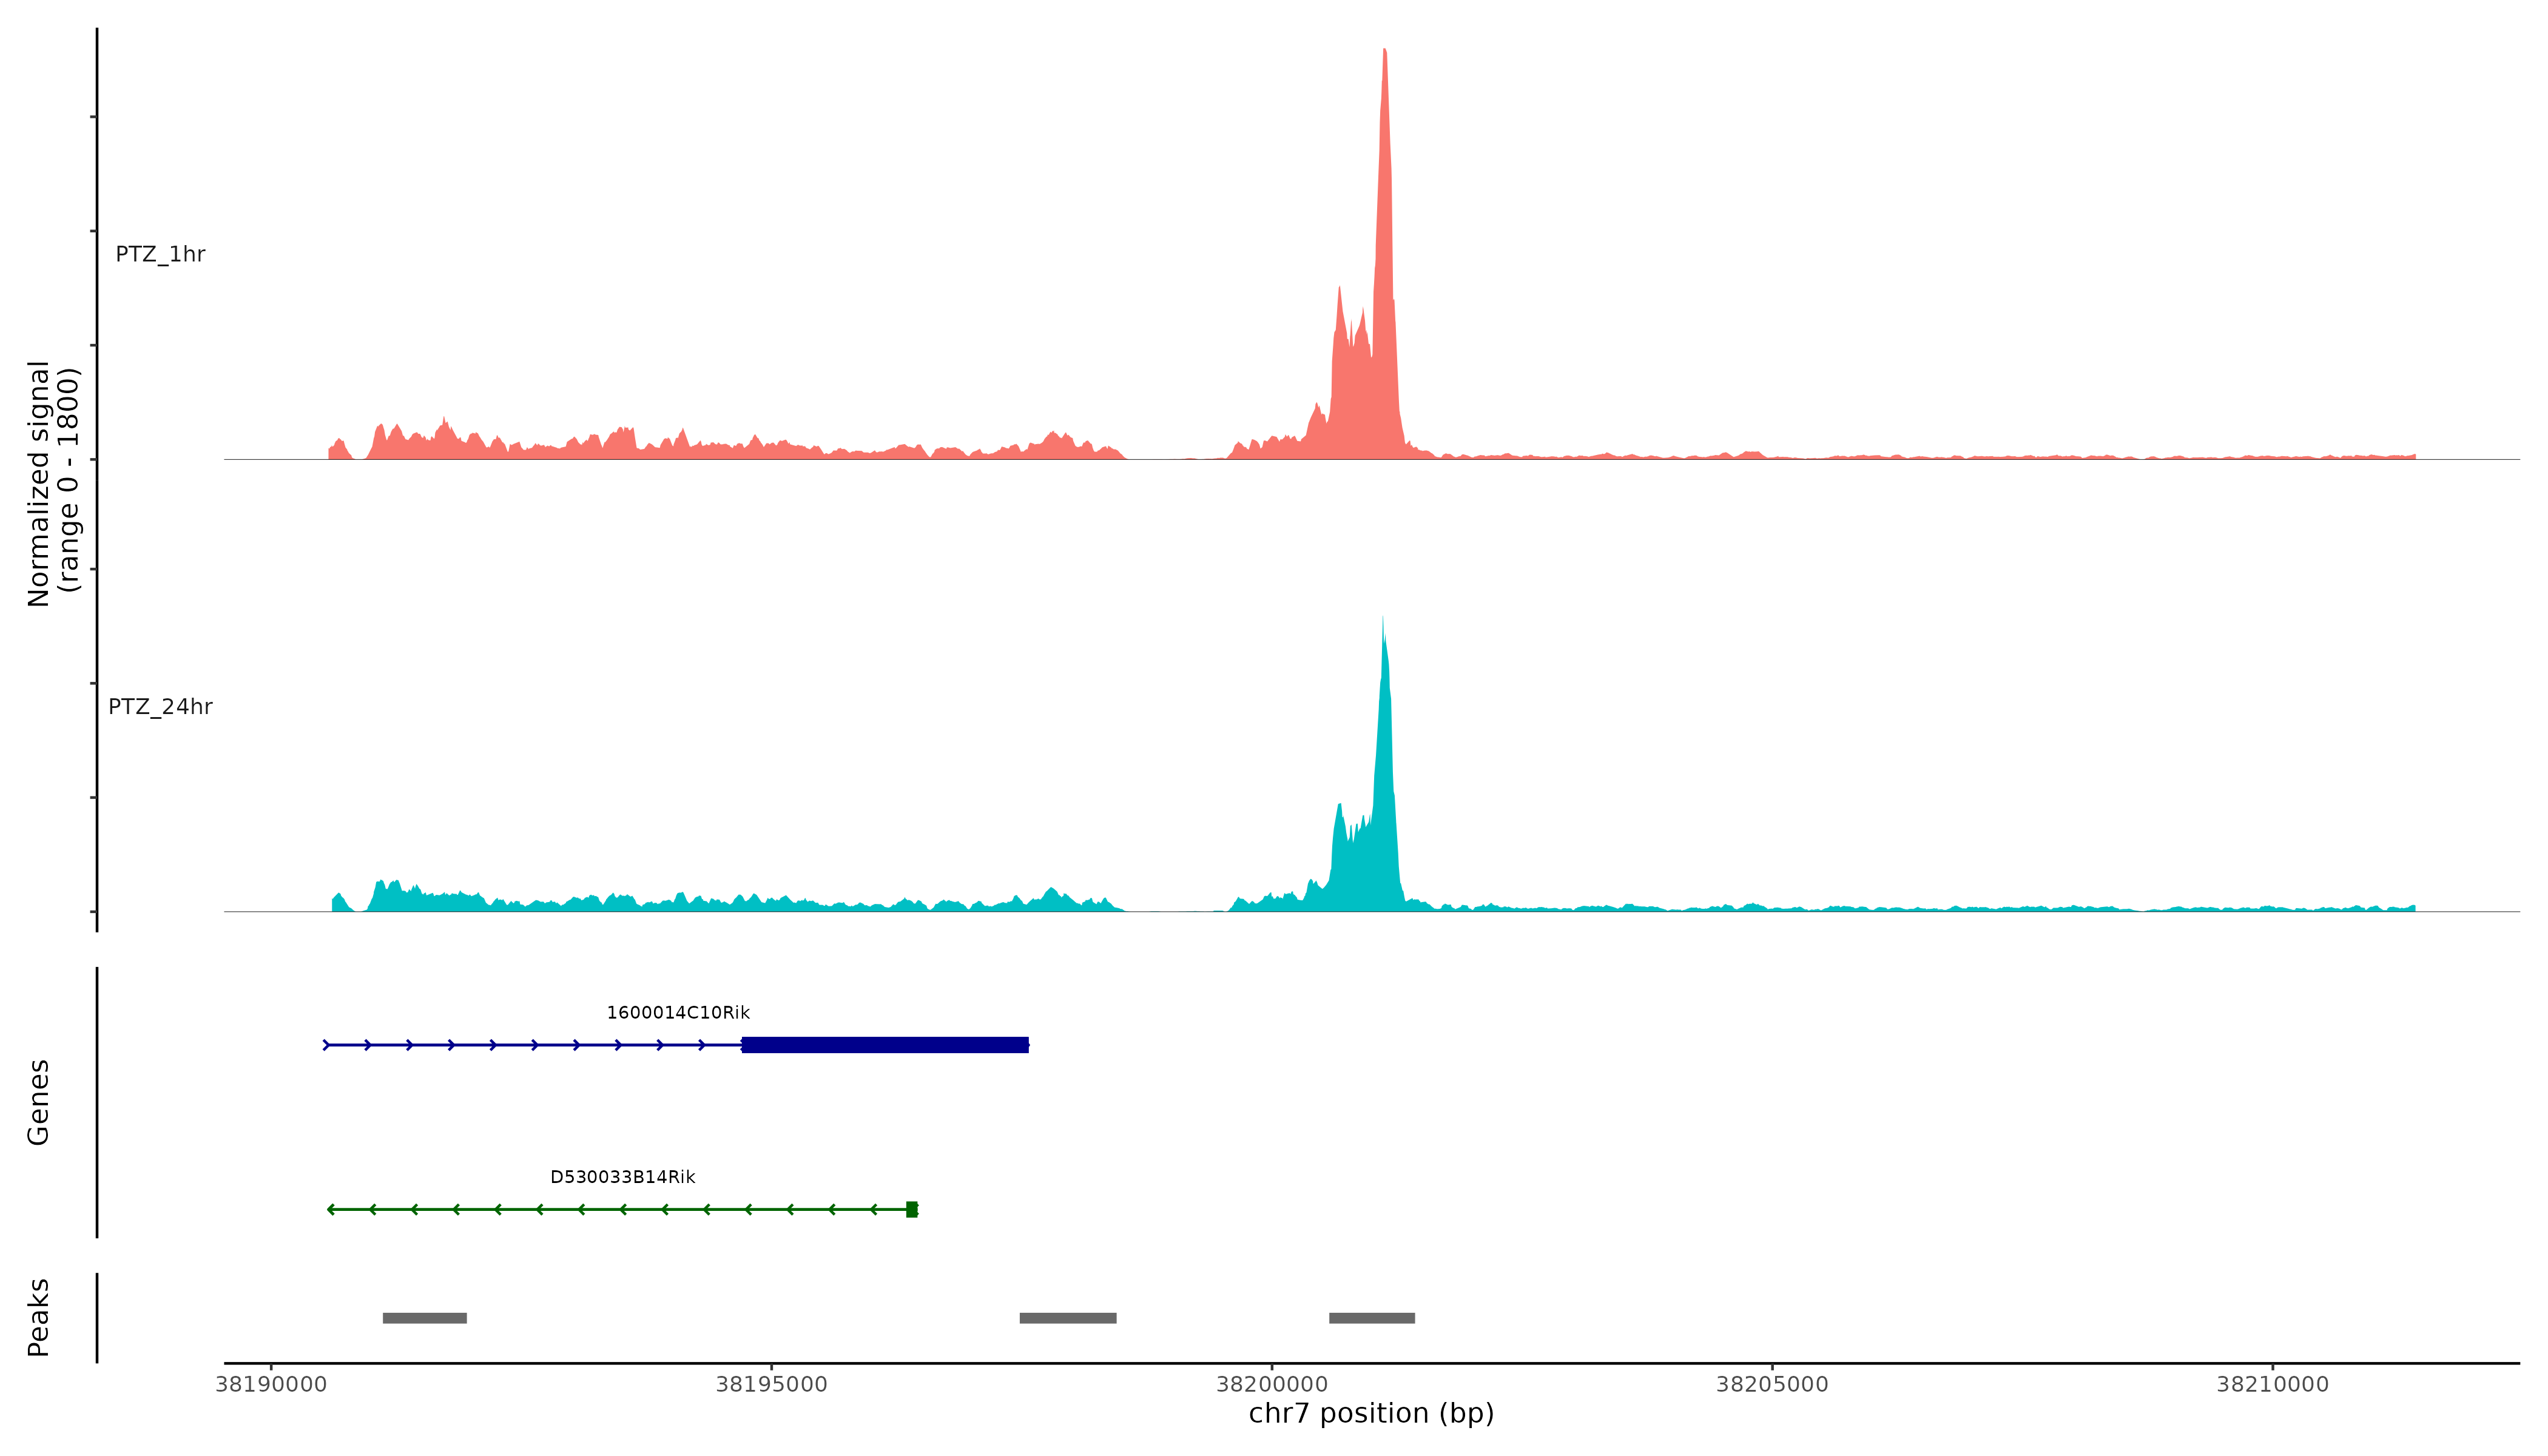 PTZ_1hr
Normalized signal
(range 0 - 1800)
PTZ_24hr
Genes
1600014C10Rik
D530033B14Rik
Peaks
38190000
38195000
38200000
38205000
38210000
chr7 position (bp)